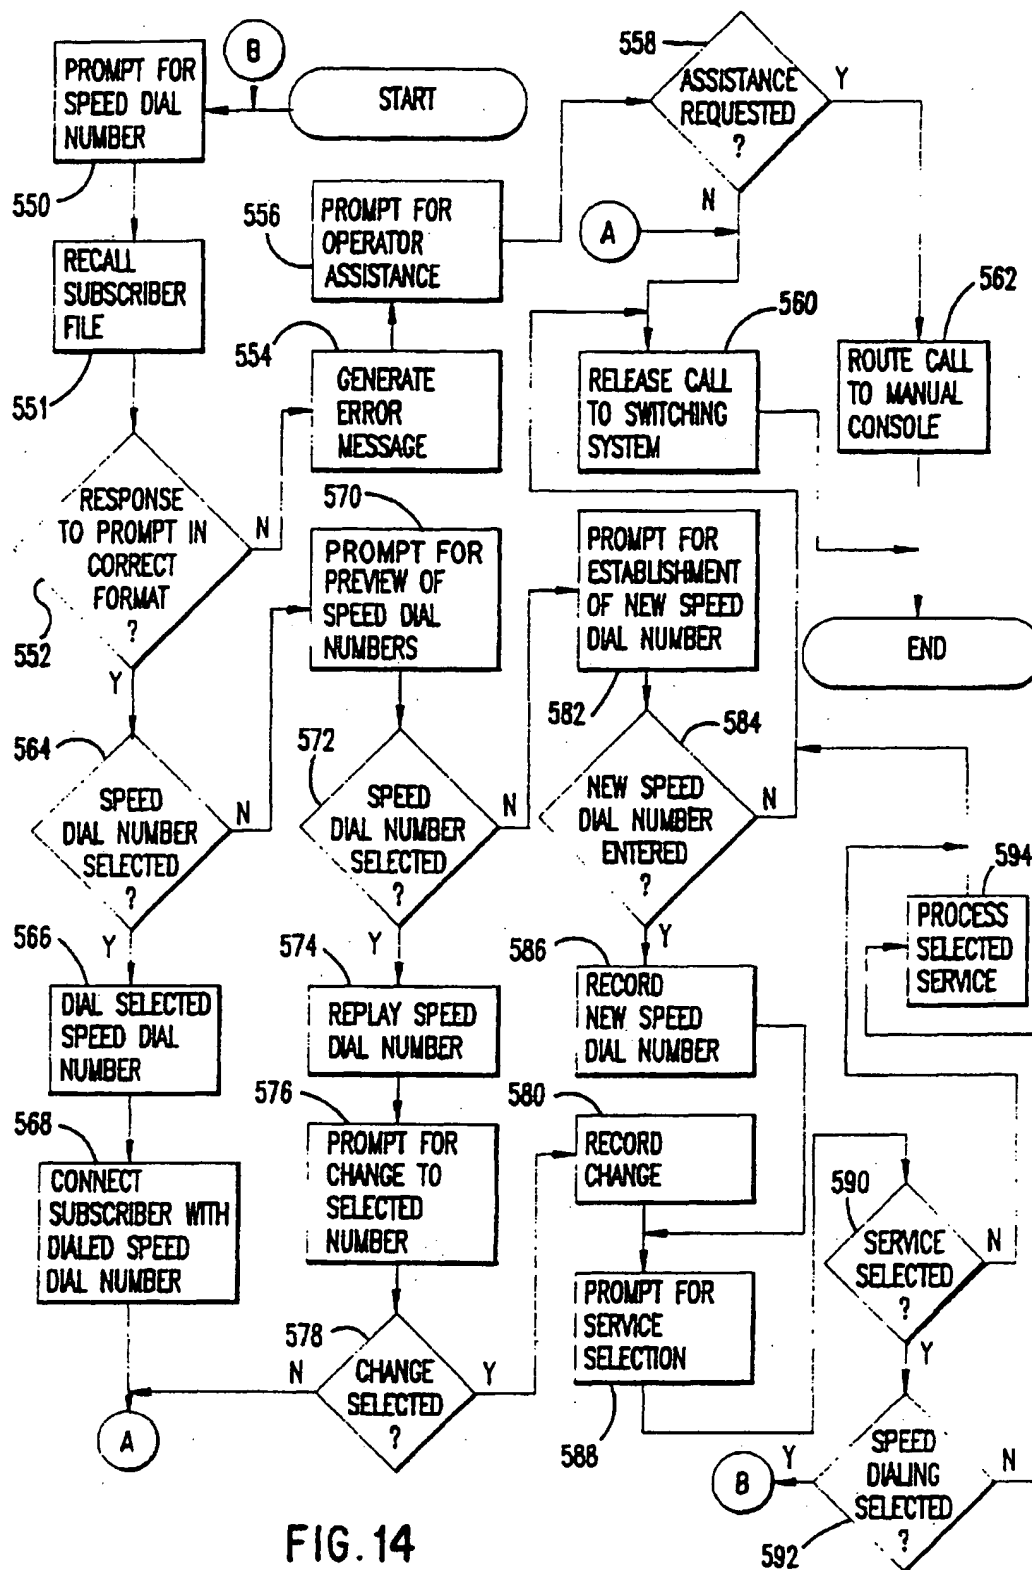 B
PROMPT FOR
SPEED DIAL
NUMBER
550
START
558
ASSISTANCE
REQUESTED
?
Y
N
RECALL
SUBSCRIBER
FILE
551
556
PROMPT FOR
OPERATOR
ASSISTANCE
A
554
GENERATE
ERROR
MESSAGE
560
RELEASE CALL
TO SWITCHING
SYSTEM
562
ROUTE CALL
TO MANUAL
CONSOLE
END
RESPONSE
TO PROMPT IN
CORRECT
FORMAT
?
N
552
Y
570
PROMPT FOR
PREVIEW OF
SPEED DIAL
NUMBERS
PROMPT FOR
ESTABLISHMENT
OF NEW SPEED
DIAL NUMBER
582
564
SPEED
DIAL NUMBER
SELECTED
?
N
Y
572
SPEED
DIAL NUMBER
SELECTED
?
N
Y
584
NEW SPEED
DIAL NUMBER
ENTERED
?
N
Y
594
PROCESS
SELECTED
SERVICE
566
DIAL SELECTED
SPEED DIAL
NUMBER
574
REPLAY SPEED
DIAL NUMBER
586
RECORD
NEW SPEED
DIAL NUMBER
568
CONNECT
SUBSCRIBER WITH
DIALED SPEED
DIAL NUMBER
576
PROMPT FOR
CHANGE TO
SELECTED
NUMBER
580
RECORD
CHANGE
590
SERVICE
SELECTED
?
N
Y
578
CHANGE
SELECTED
?
N
Y
PROMPT FOR
SERVICE
SELECTION
588
A
B
Y
SPEED
DIALING
SELECTED
?
N
592
FIG. 14